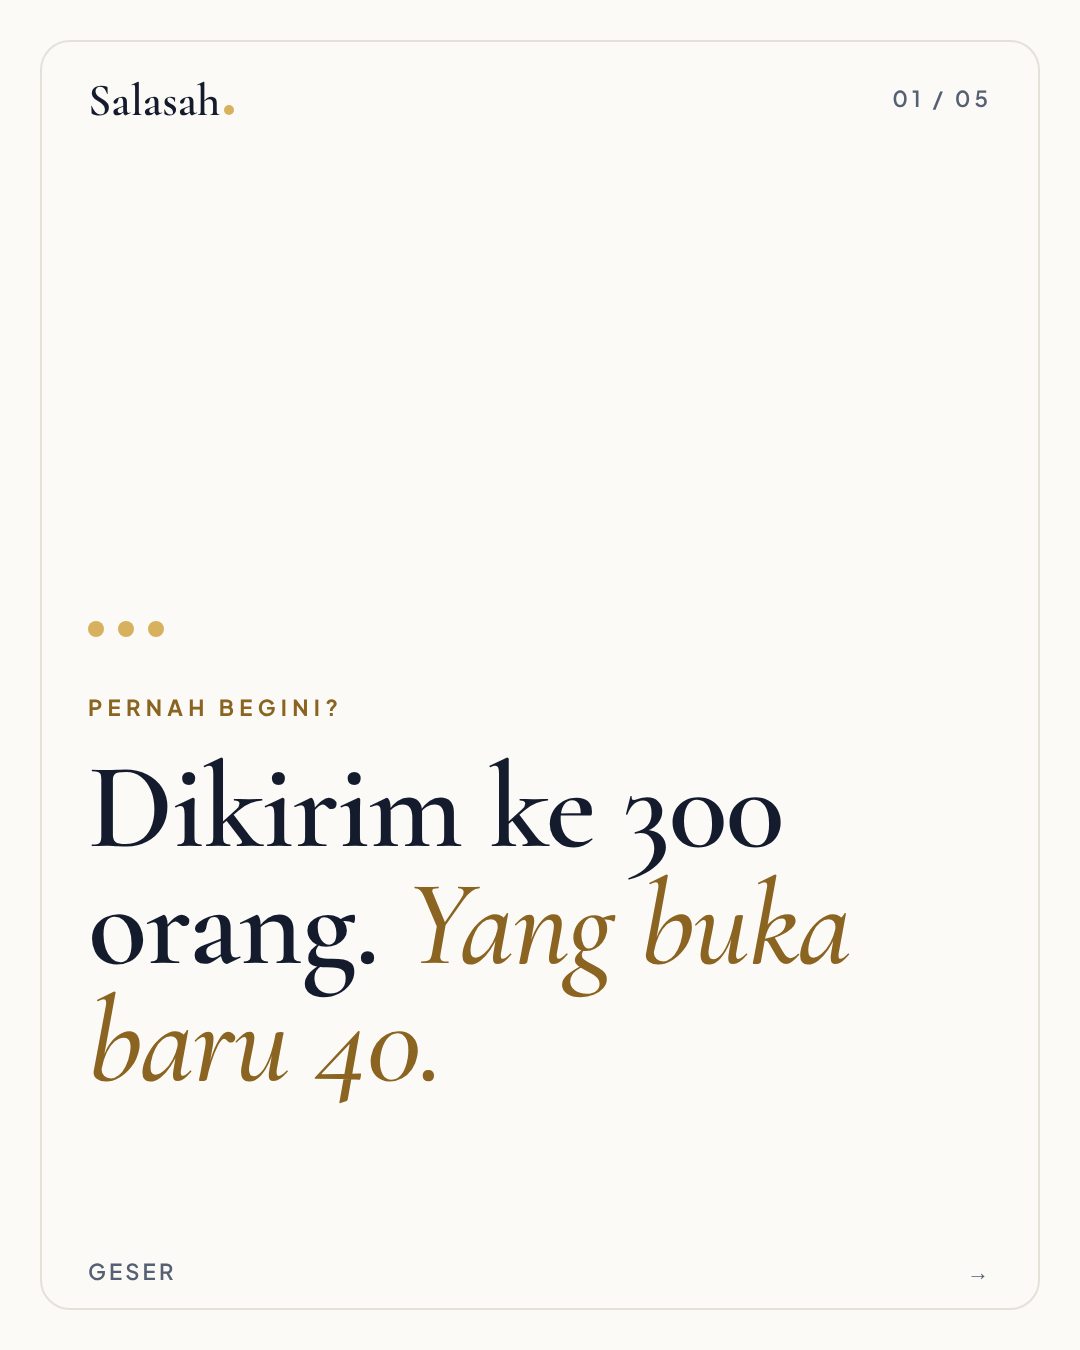 Salasah.
01 / 05
PERNAH BEGINI?
Dikirim ke 300
orang. Yang buka
baru 40.
GESER
→